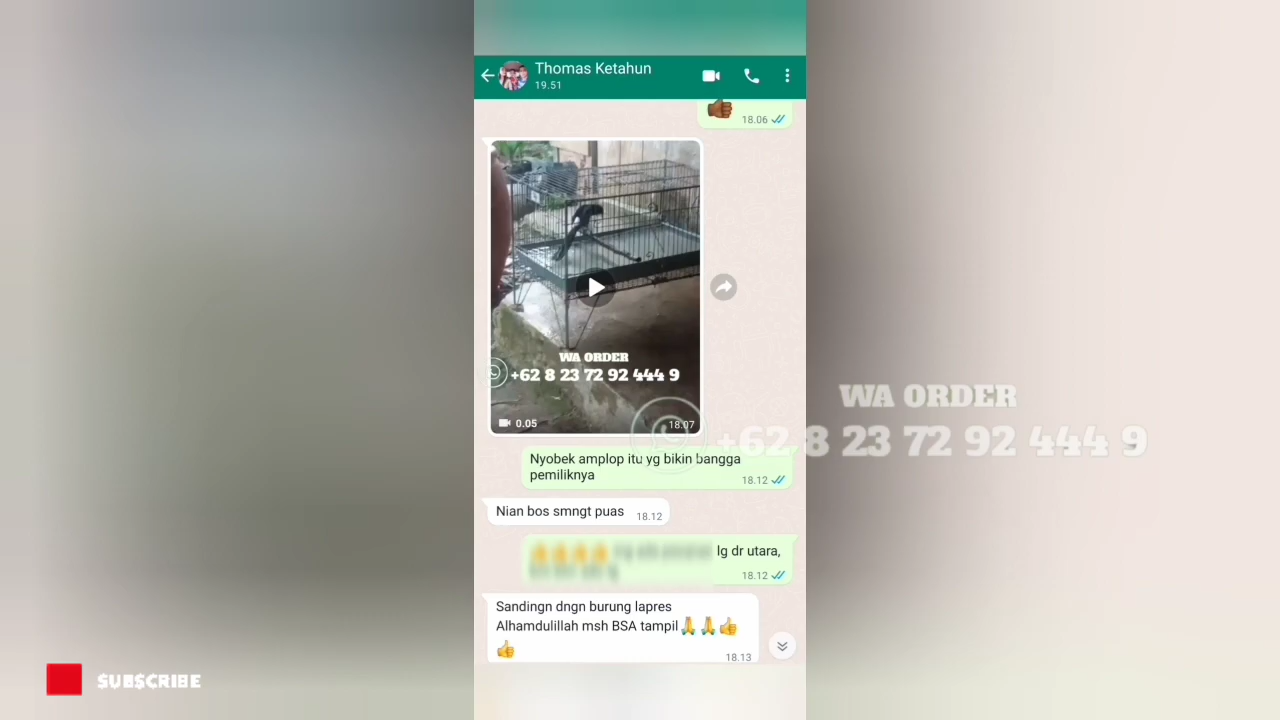 Thomas Ketahun
19.51
18.06
WA ORDER
+62 8 23 72 92 444 9
0.05
18.07
WA ORDER
+62 8 23 72 92 444 9
Nyobek amplop itu yg bikin bangga
pemiliknya
18.12
Nian bos smngt puas
18.12
lg dr utara,
18.12
Sandingn dngn burung lapres
Alhamdulillah msh BSA tampil🙏🙏👍
👍
18.13
SUBSCRIBE